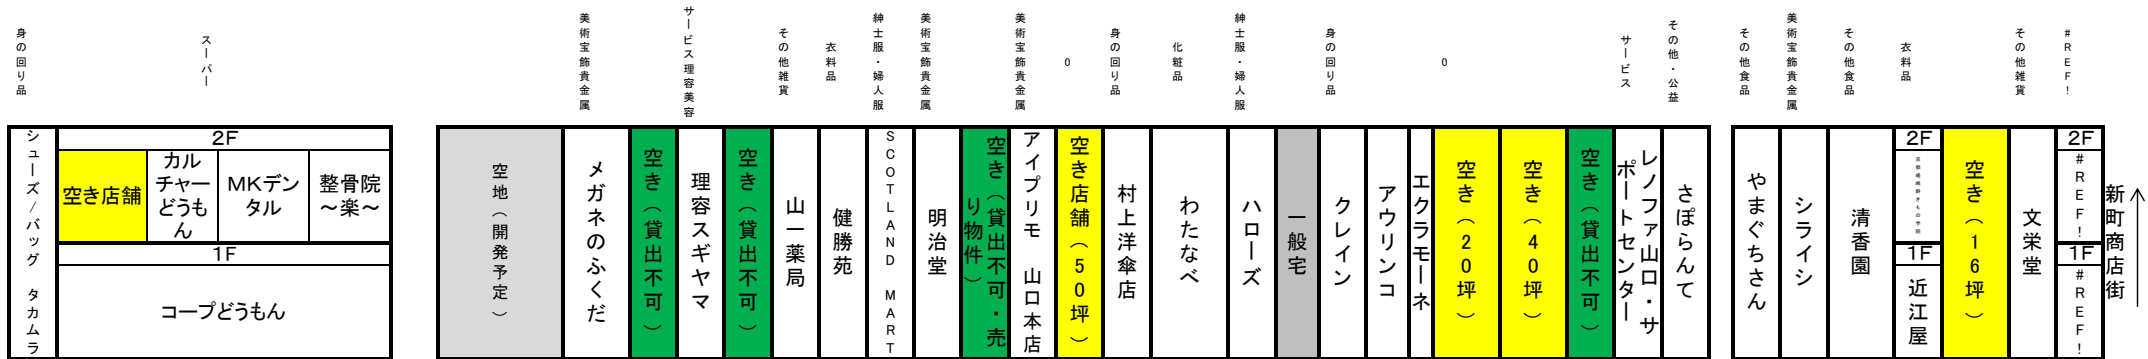 身の回り品
スーパー
美術宝飾貴金属
サービス理容美容
その他雑貨
衣料品
紳士服・婦人服
美術宝飾貴金属
美術宝飾貴金属
0
身の回り品
化粧品
紳士服・婦人服
身の回り品
0
サービス
その他・公益
その他食品
美術宝飾貴金属
その他食品
衣料品
その他雑貨
#REF!
シューズ/バッグ タカムラ
2F
空き店舗
カル
チャー
どうも
ん
MKデン
タル
整骨院
～楽～
1F
コープどうもん
空地(開発予定)
メガネのふくだ
空き(貸出不可)
理容スギヤマ
空き(貸出不可)
山一薬局
健勝苑
SCOTLAND MART
明治堂
空き(貸出不可・売
り物件)
アイプリモ 山口本店
空き店舗(50坪)
村上洋傘店
わたなべ
ハローズ
一般宅
クレイン
アウリンコ
エクラモーネ
空き(20坪)
空き(40坪)
空き(貸出不可)
レノファ山口・サ
ポートセンター
さぽらんて
やまぐちさん
シライシ
清香園
2F
1F
近江屋
空き(16坪)
文栄堂
2F
#REF!
1F
#REF!
新町商店街